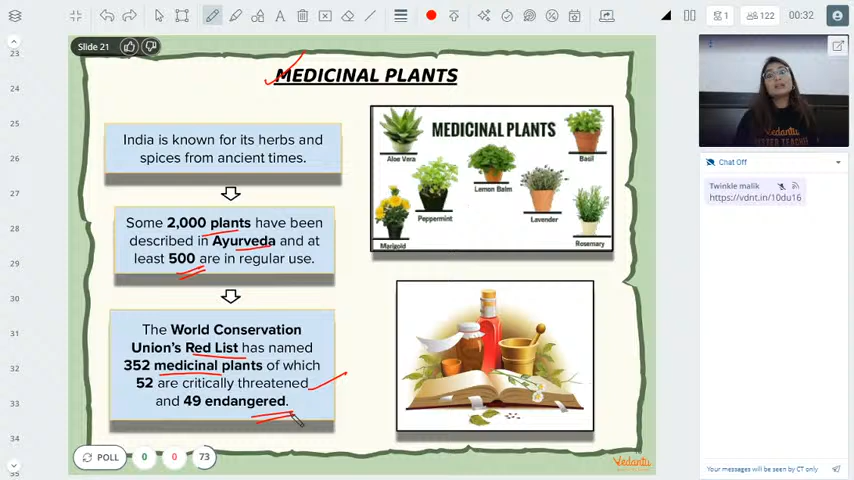 1
122
00:32
Slide 21
MEDICINAL PLANTS
23
24
25
26
27
28
29
30
31
32
33
34
India is known for its herbs and
spices from ancient times.
Some 2,000 plants have been
described in Ayurveda and at
least 500 are in regular use.
The World Conservation
Union's Red List has named
352 medicinal plants of which
52 are critically threatened
and 49 endangered.
MEDICINAL PLANTS
Aloe Vera
Basil
Lemon Balm
Peppermint
Lavender
Marigold
Rosemary
POLL
0
0
73
Vedantu
Vedantu
Chat Off
Twinkle malik
https://vdnt.in/10du16
Your messages will be seen by CT only